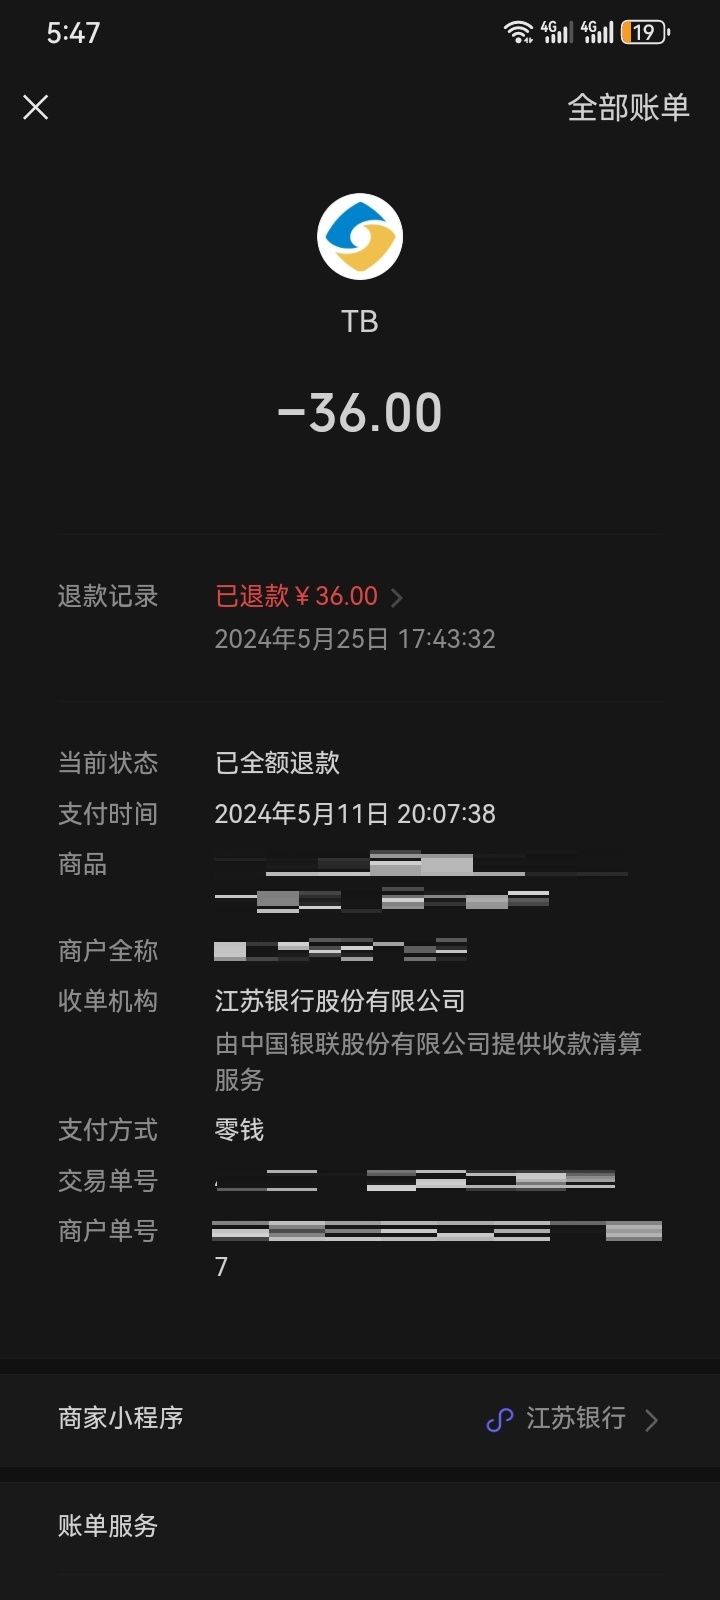 5:47
4G 4G 19
全部账单
TB
-36.00
退款记录 已退款￥36.00
2024年5月25日 17:43:32
当前状态 已全额退款
支付时间 2024年5月11日 20:07:38
商品
商户全称
收单机构 江苏银行股份有限公司
由中国银联股份有限公司提供收款清算
服务
支付方式 零钱
交易单号
商户单号
7
商家小程序 江苏银行
账单服务